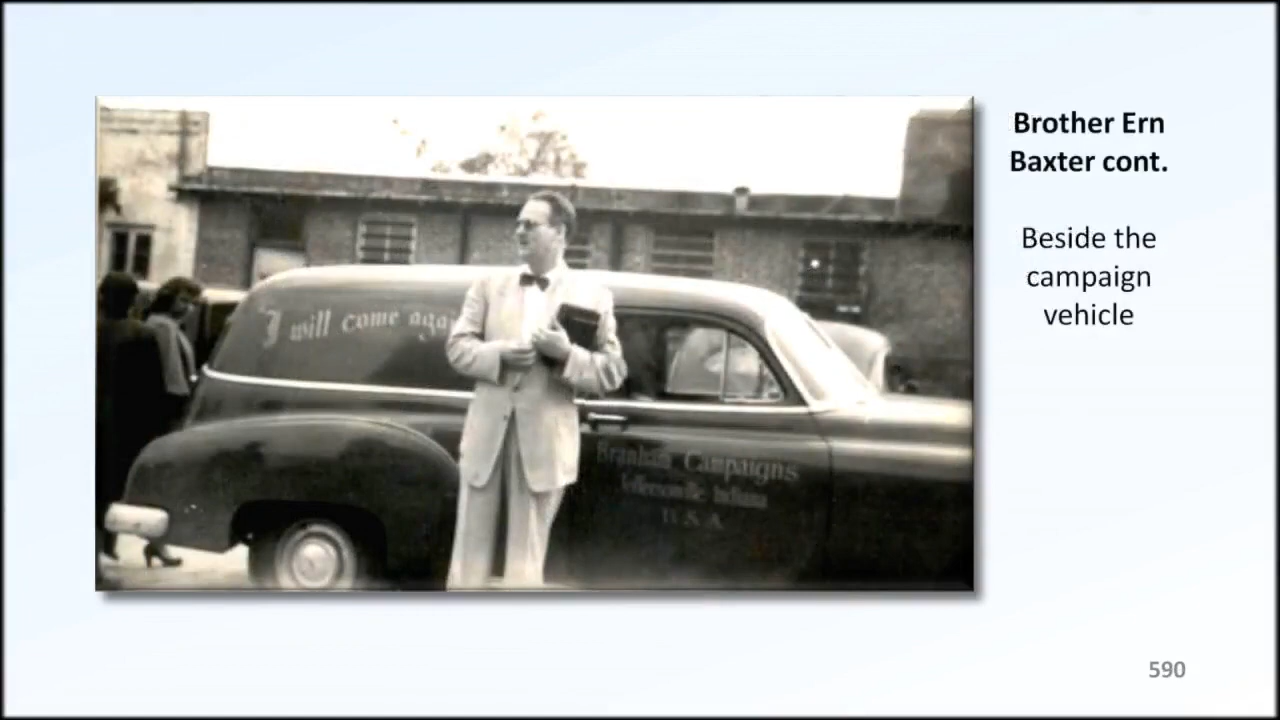 Brother Ern
Baxter cont.
Beside the
campaign
vehicle
I will come aga
Branham Campaigns
Jeffersonville Indiana
U.S.A.
590